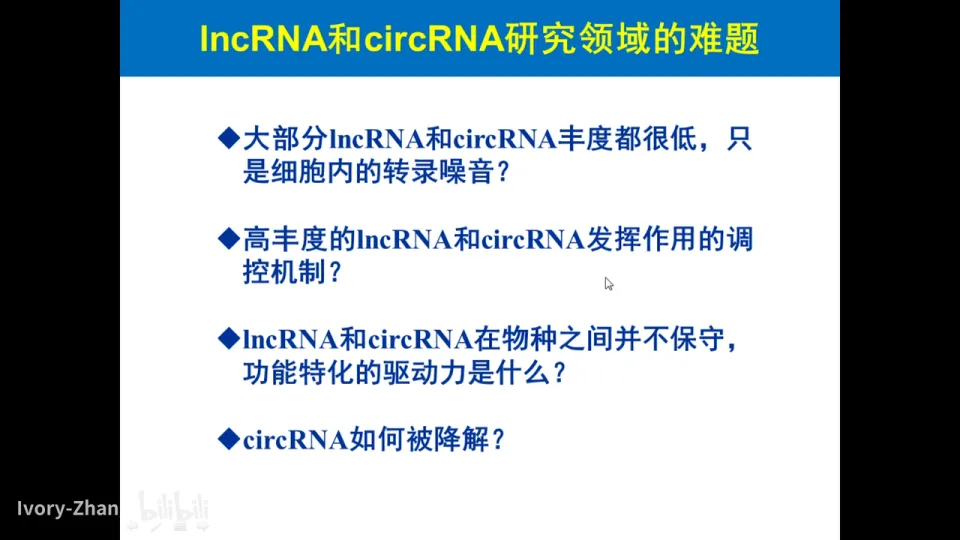 lncRNA和circRNA研究领域的难题
◆大部分lncRNA和circRNA丰度都很低，只
是细胞内的转录噪音？
◆高丰度的lncRNA和circRNA发挥作用的调
控机制？
◆lncRNA和circRNA在物种之间并不保守，
功能特化的驱动力是什么？
◆circRNA如何被降解？
Ivory-Zhan
bilibili